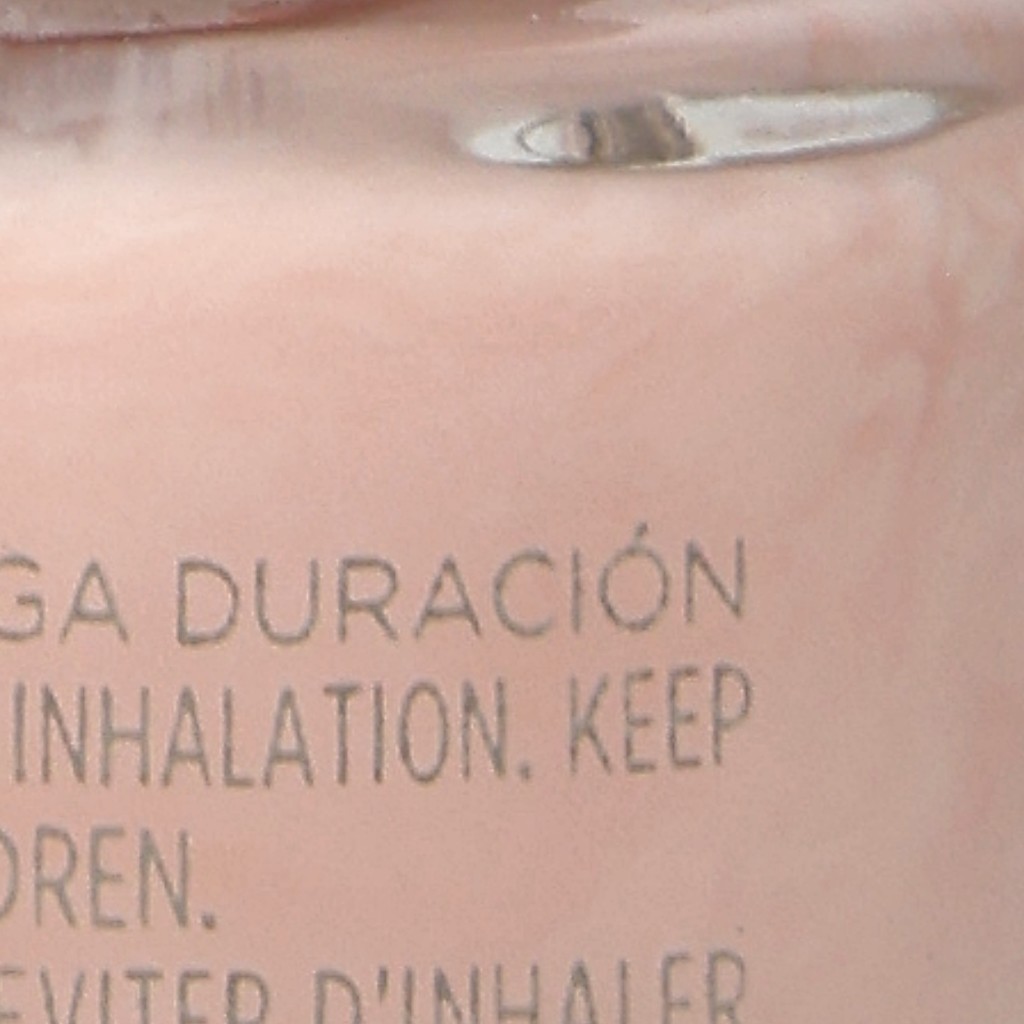 GA DURACIÓN
INHALATION. KEEP
DREN.
EVITER D'INHALER